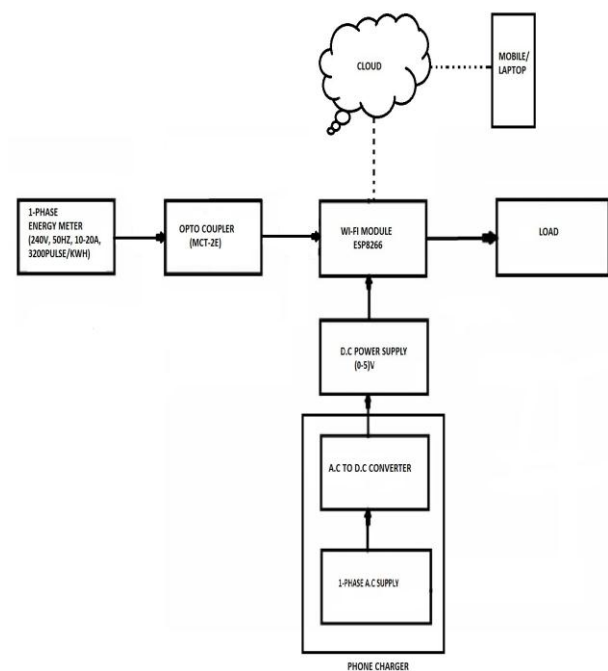 CLOUD
MOBILE/
LAPTOP
1-PHASE
ENERGY METER
(240V, 50HZ, 10-20A,
3200PULSE/KWH)
OPTO COUPLER
(MCT-2E)
WI-FI MODULE
ESP8266
LOAD
D.C POWER SUPPLY
(0-5)V
A.C TO D.C CONVERTER
1-PHASE A.C SUPPLY
PHONE CHARGER